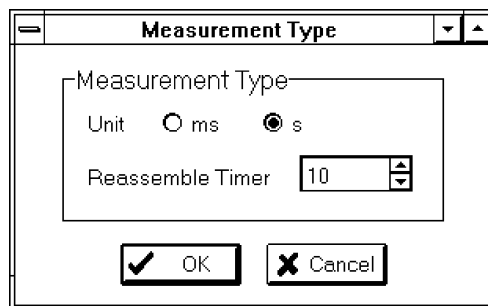 Measurement Type
Measurement Type
Unit ms s
Reassemble Timer 10
OK Cancel